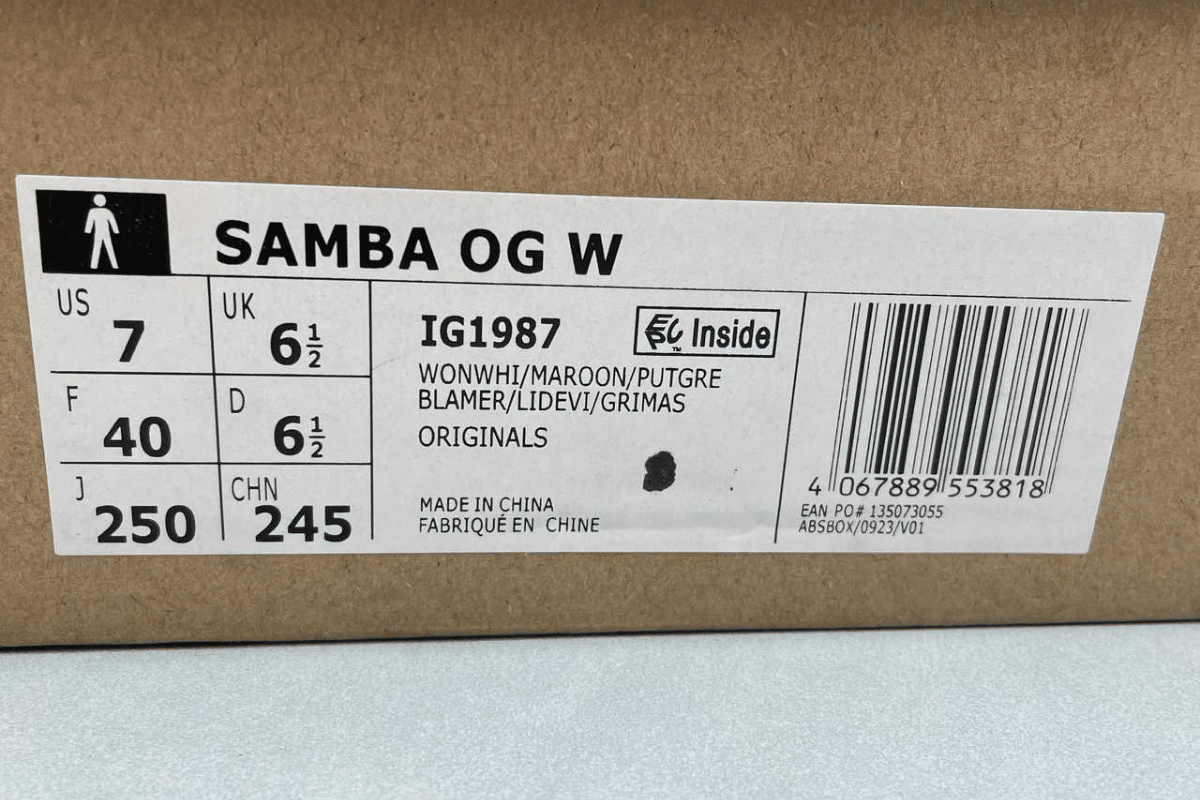 SAMBA OG W
US 7
UK 6½
F 40
D 6½
J 250
CHN 245
IG1987
Inside
WONWHI/MAROON/PUTGRE
BLAMER/LIDEVI/GRIMAS
ORIGINALS
MADE IN CHINA
FABRIQUÉ EN CHINE
4 067889 553818
EAN PO# 135073055
ABSBOX/0923/V01